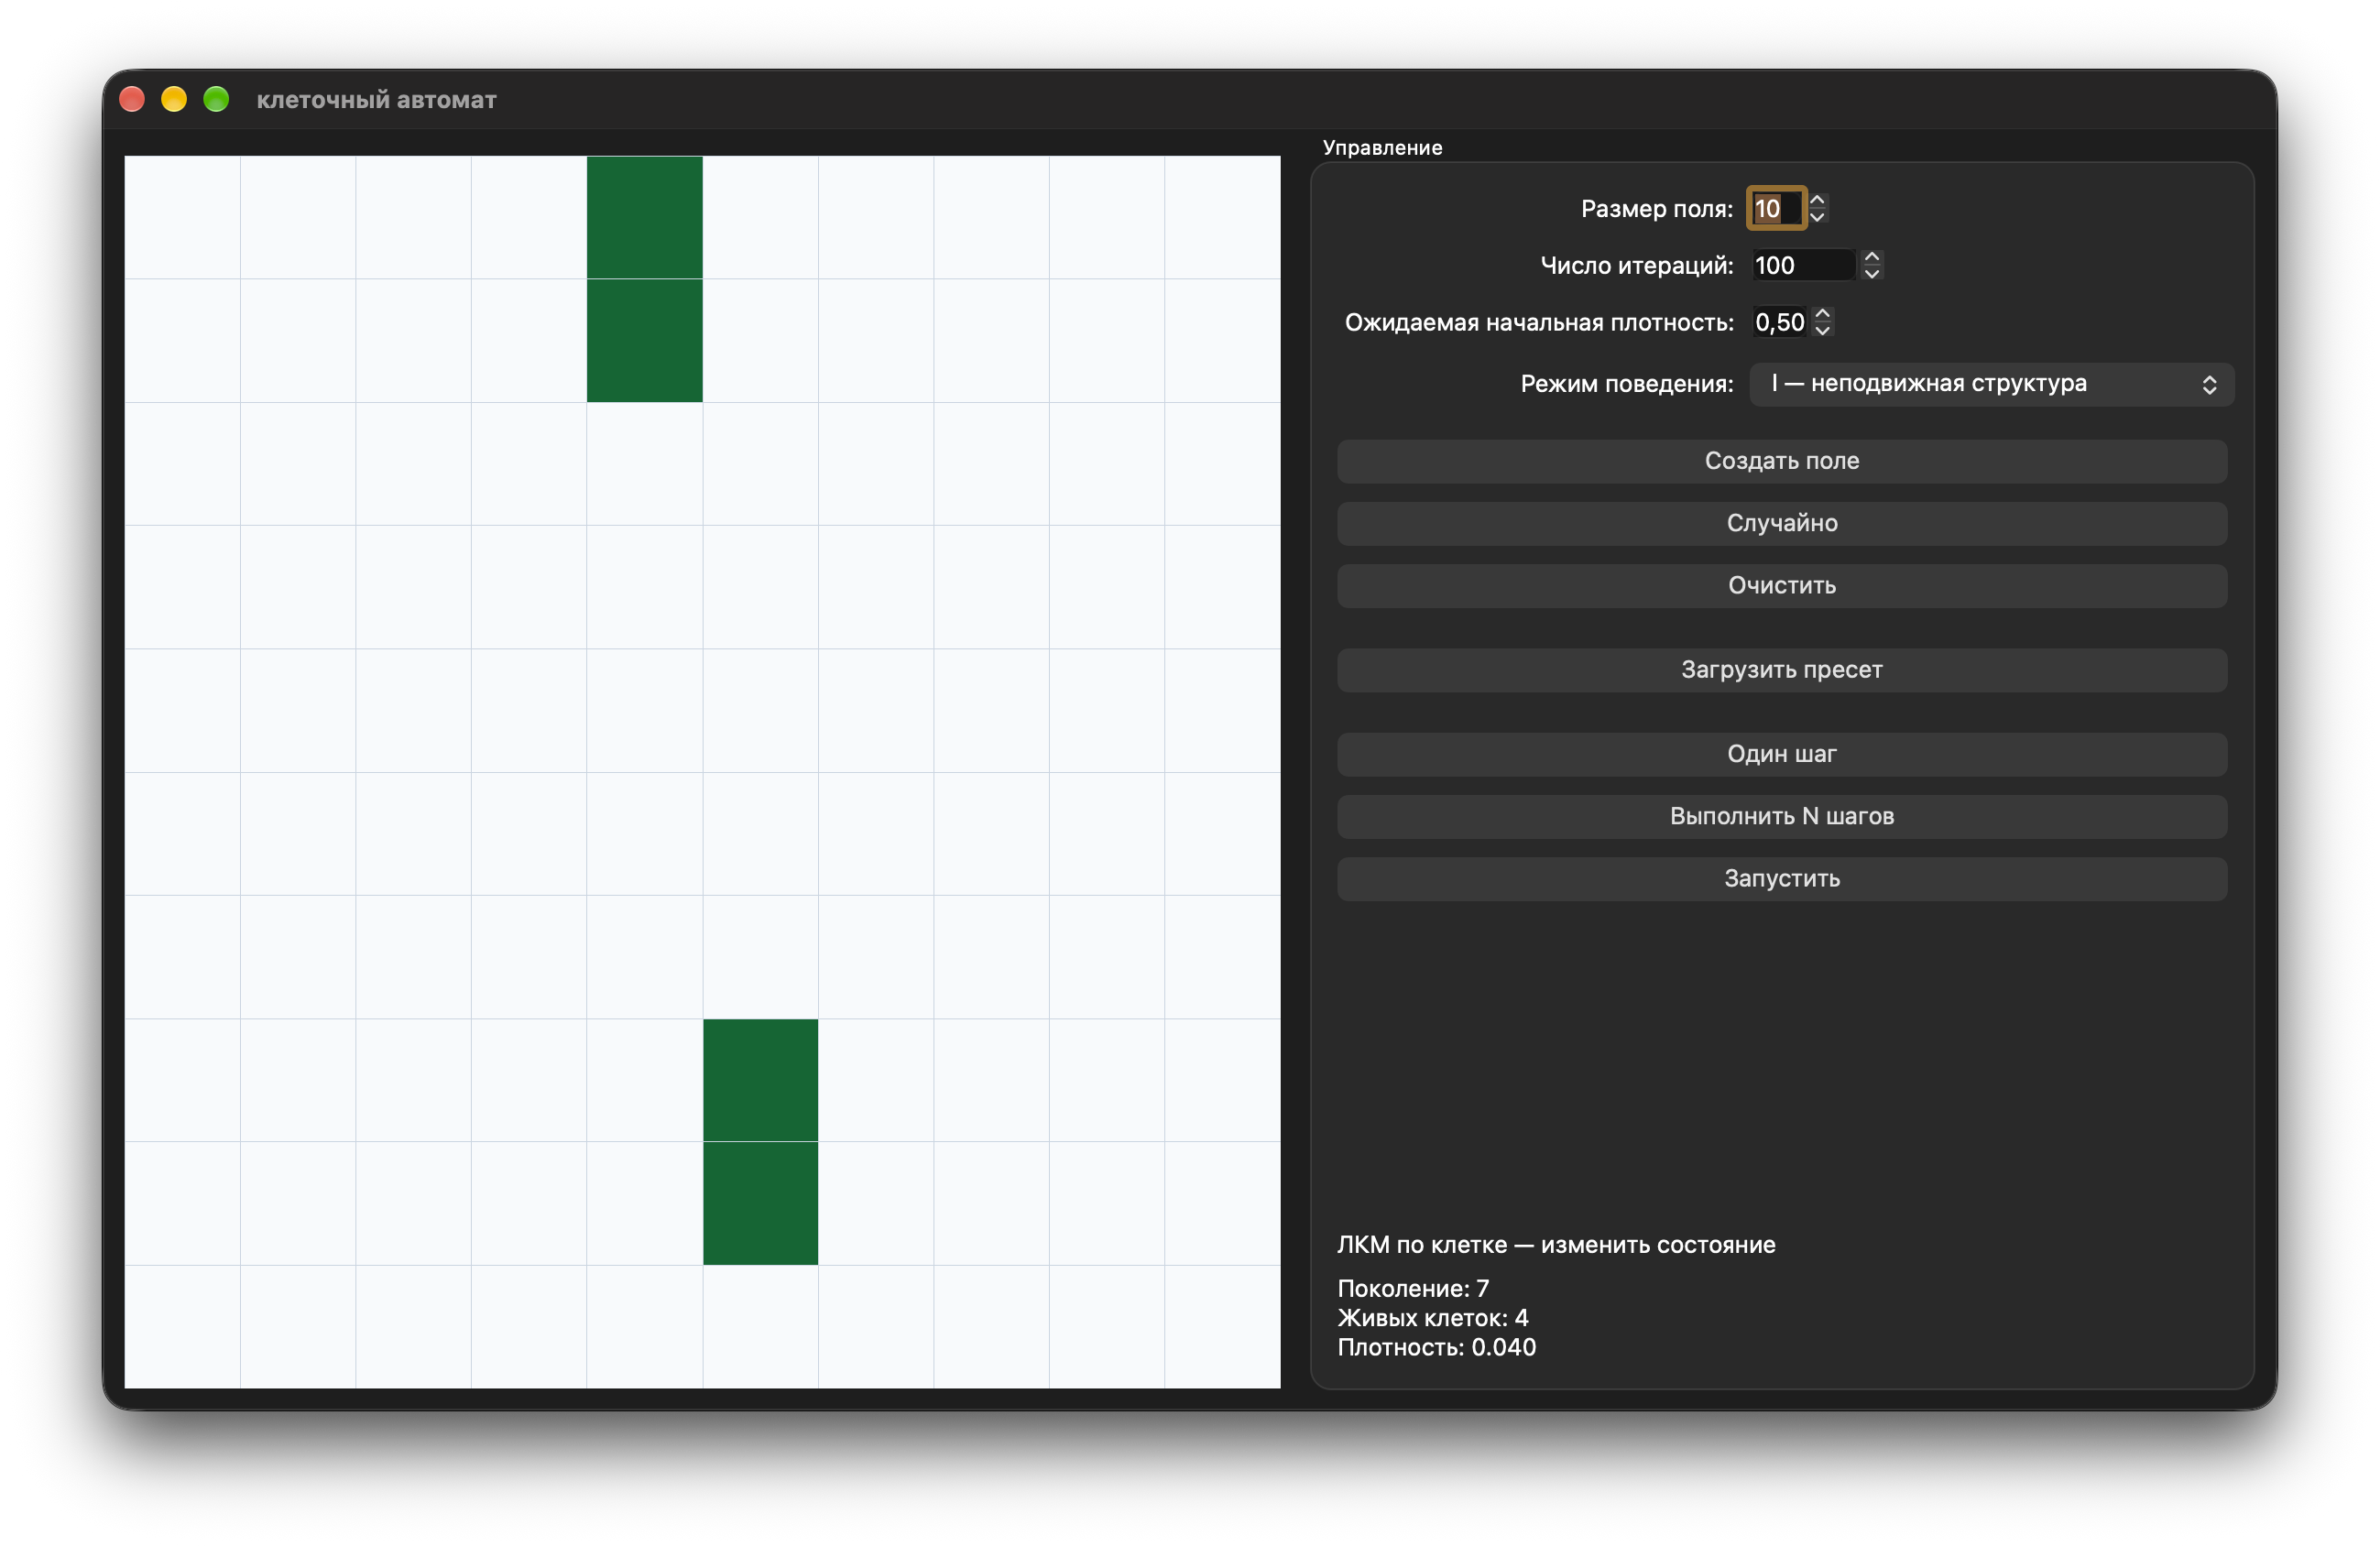 клеточный автомат
Управление
Размер поля: 10
Число итераций: 100
Ожидаемая начальная плотность: 0,50
Режим поведения: I — неподвижная структура
Создать поле
Случайно
Очистить
Загрузить пресет
Один шаг
Выполнить N шагов
Запустить
ЛКМ по клетке — изменить состояние
Поколение: 7
Живых клеток: 4
Плотность: 0.040